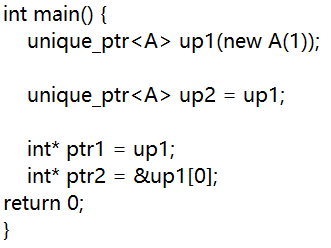 int main() {
unique_ptr<A> up1(new A(1));
unique_ptr<A> up2 = up1;
int* ptr1 = up1;
int* ptr2 = &up1[0];
return 0;
}